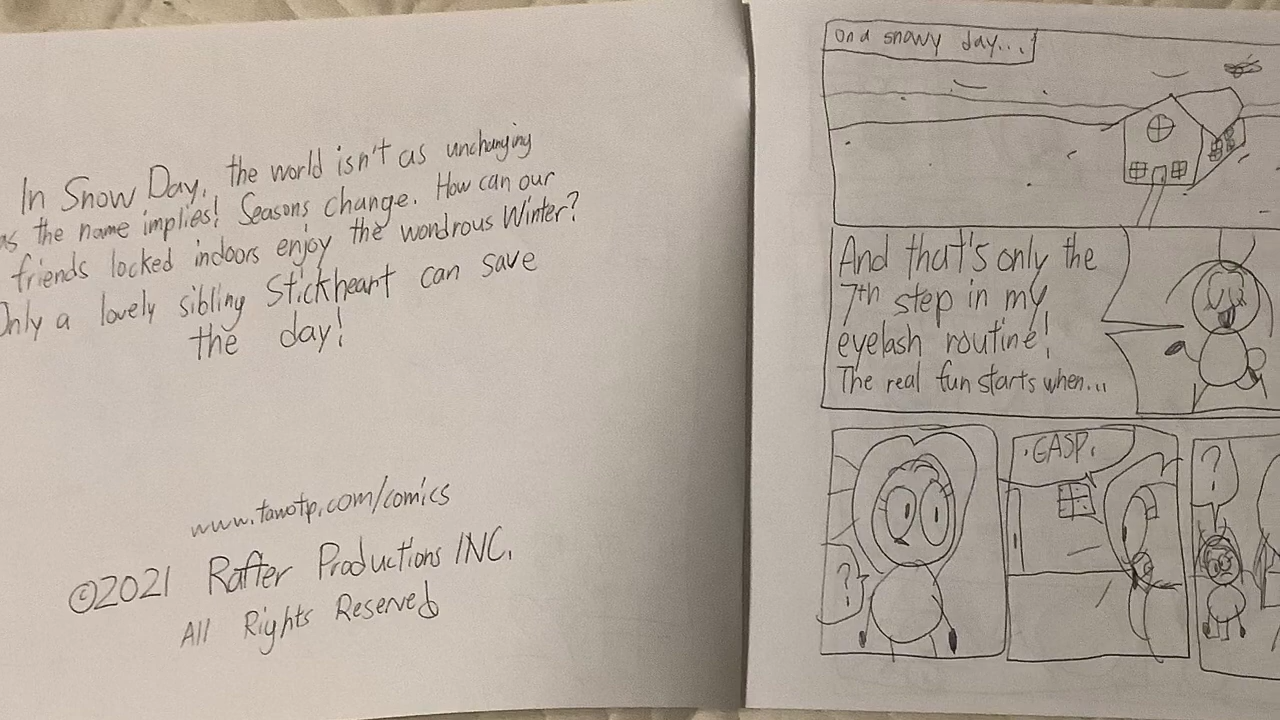 In Snow Day, the world isn't as unchanging
as the name implies! Seasons change. How can our
friends locked indoors enjoy the wondrous Winter?
Only a lovely sibling Stickheart can save
the day!
www.tawotp.com/comics
©2021 Rafter Productions INC.
All Rights Reserved
On a snowy day...
And that's only the
7th step in my
eyelash routine!
The real fun starts when...
?
·GASP.
?